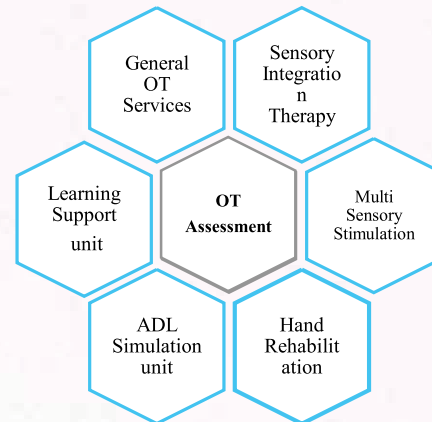 General
OT
Services
Sensory
Integratio
n
Therapy
Learning
Support
unit
OT
Assessment
Multi
Sensory
Stimulation
ADL
Simulation
unit
Hand
Rehabilit
ation